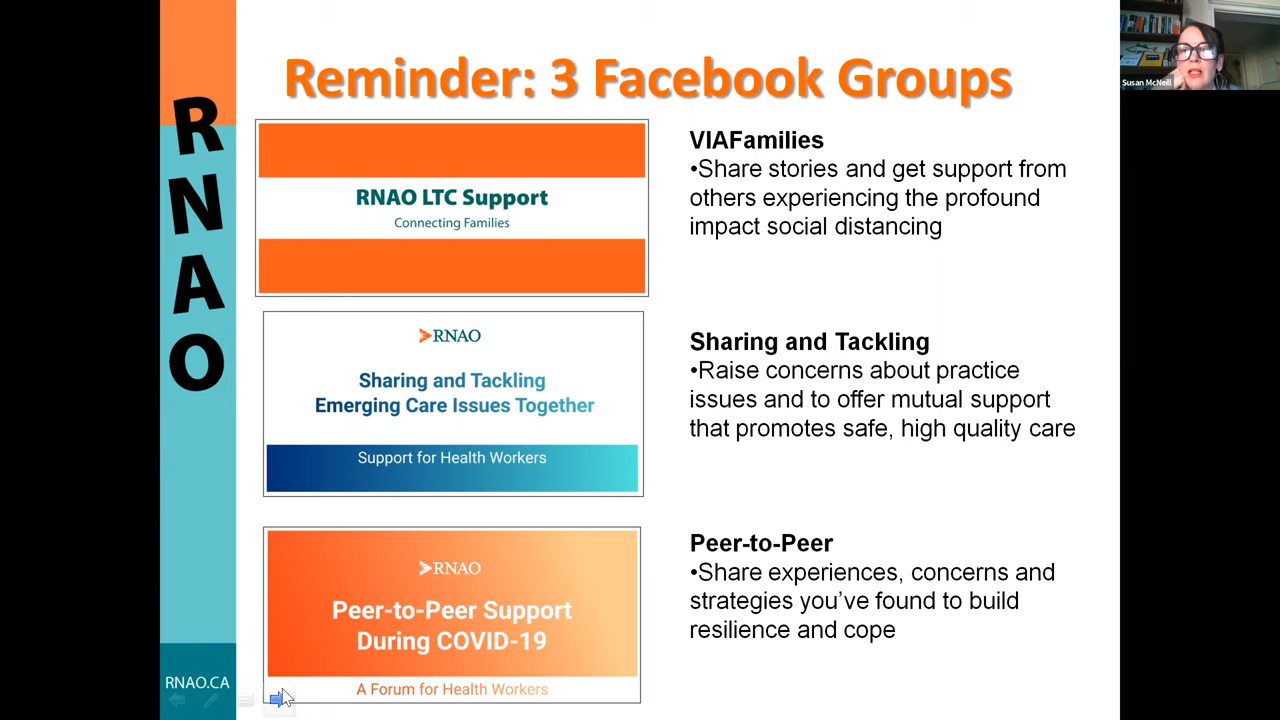 Reminder: 3 Facebook Groups
RNAO
RNAO LTC Support
Connecting Families
VIAFamilies
•Share stories and get support from
others experiencing the profound
impact social distancing
RNAO
Sharing and Tackling
Emerging Care Issues Together
Support for Health Workers
Sharing and Tackling
•Raise concerns about practice
issues and to offer mutual support
that promotes safe, high quality care
RNAO
Peer-to-Peer Support
During COVID-19
A Forum for Health Workers
Peer-to-Peer
•Share experiences, concerns and
strategies you’ve found to build
resilience and cope
RNAO.CA
Susan McNeill